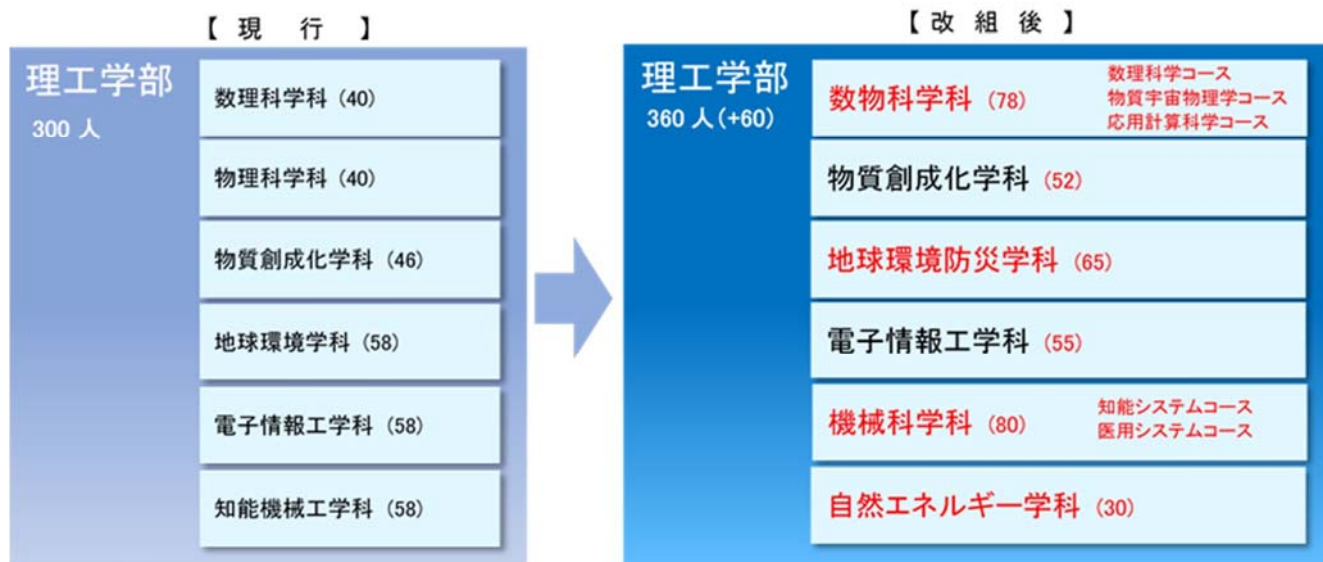 【 現 行 】
理工学部
300 人
数理科学科 (40)
物理科学科 (40)
物質創成化学科 (46)
地球環境学科 (58)
電子情報工学科 (58)
知能機械工学科 (58)
【 改 組 後 】
理工学部
360 人(+60)
数物科学科 (78)
数理科学コース
物質宇宙物理学コース
応用計算科学コース
物質創成化学科 (52)
地球環境防災学科 (65)
電子情報工学科 (55)
機械科学科 (80)
知能システムコース
医用システムコース
自然エネルギー学科 (30)